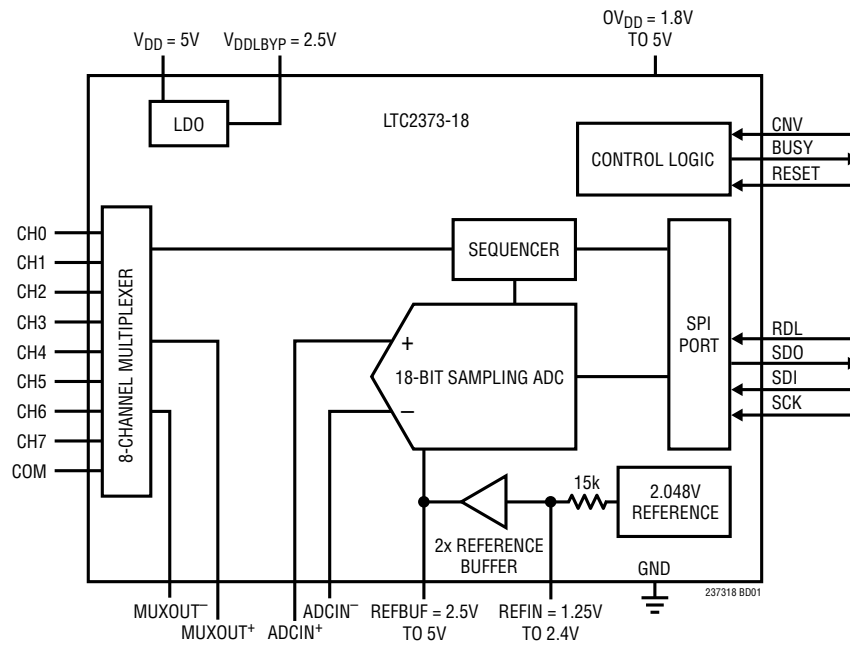 OVDD = 1.8V
TO 5V
VDD = 5V
VDDLBYP = 2.5V
LDO
LTC2373-18
CONTROL LOGIC
CNV
BUSY
RESET
CH0
CH1
CH2
CH3
CH4
CH5
CH6
CH7
COM
8-CHANNEL MULTIPLEXER
SEQUENCER
SPI
PORT
RDL
SDO
SDI
SCK
+
18-BIT SAMPLING ADC
–
15k
2.048V
REFERENCE
2x REFERENCE
BUFFER
GND
237318 BD01
MUXOUT–
MUXOUT+
ADCIN+
ADCIN–
REFBUF = 2.5V
TO 5V
REFIN = 1.25V
TO 2.4V